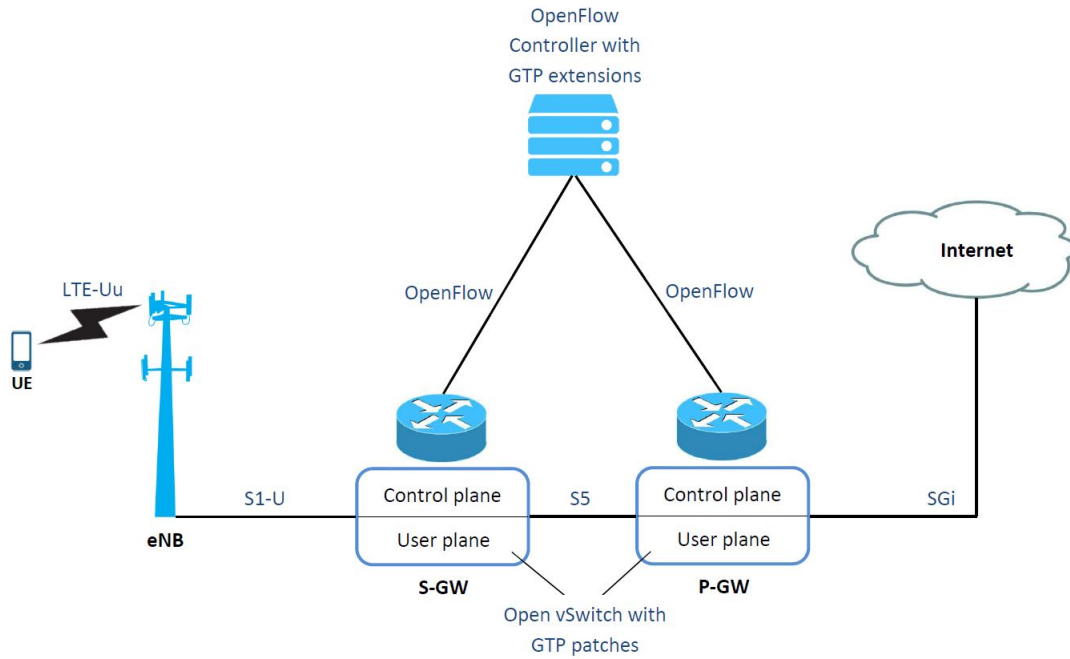 OpenFlow
Controller with
GTP extensions
Internet
LTE-Uu
OpenFlow
OpenFlow
UE
Control plane
Control plane
S1-U
S5
SGi
User plane
User plane
eNB
S-GW
P-GW
Open vSwitch with
GTP patches